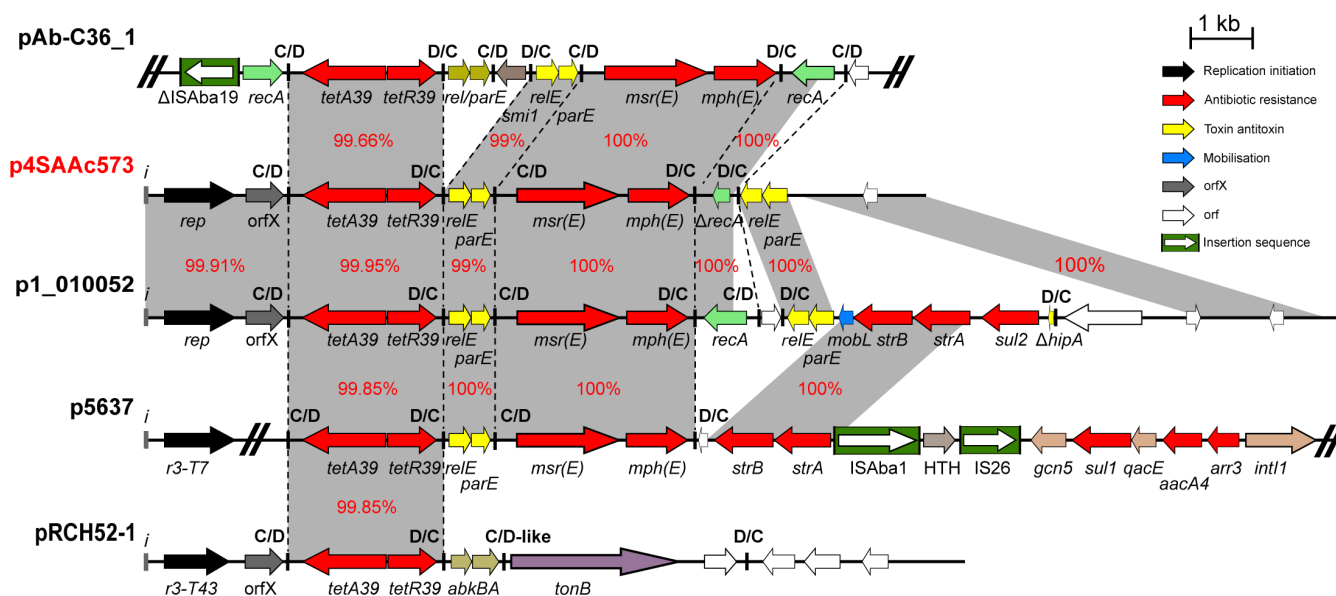 pAb-C36_1
C/D D/C C/D D/C C/D D/C C/D
ΔISAba19 recA tetA39 tetR39 rel/parE smi1 relE parE msr(E) mph(E) recA
99.66% 99% 100% 100%
p4SAAc573
i C/D D/C C/D D/C D/C
rep orfX tetA39 tetR39 relE parE msr(E) mph(E) ΔrecA relE parE
99.91% 99.95% 99% 100% 100% 100% 100%
p1_010052
i C/D D/C C/D D/C C/D D/C D/C
rep orfX tetA39 tetR39 relE parE msr(E) mph(E) recA relE parE mobL strB strA sul2 ΔhipA
99.85% 100% 100% 100%
p5637
i C/D D/C C/D D/C
r3-T7 tetA39 tetR39 relE parE msr(E) mph(E) strB strA ISAba1 HTH IS26 gcn5 sul1 qacE aacA4 arr3 intI1
99.85%
pRCH52-1
i C/D D/C C/D-like D/C
r3-T43 orfX tetA39 tetR39 abkBA tonB
1 kb
Replication initiation
Antibiotic resistance
Toxin antitoxin
Mobilisation
orfX
orf
Insertion sequence